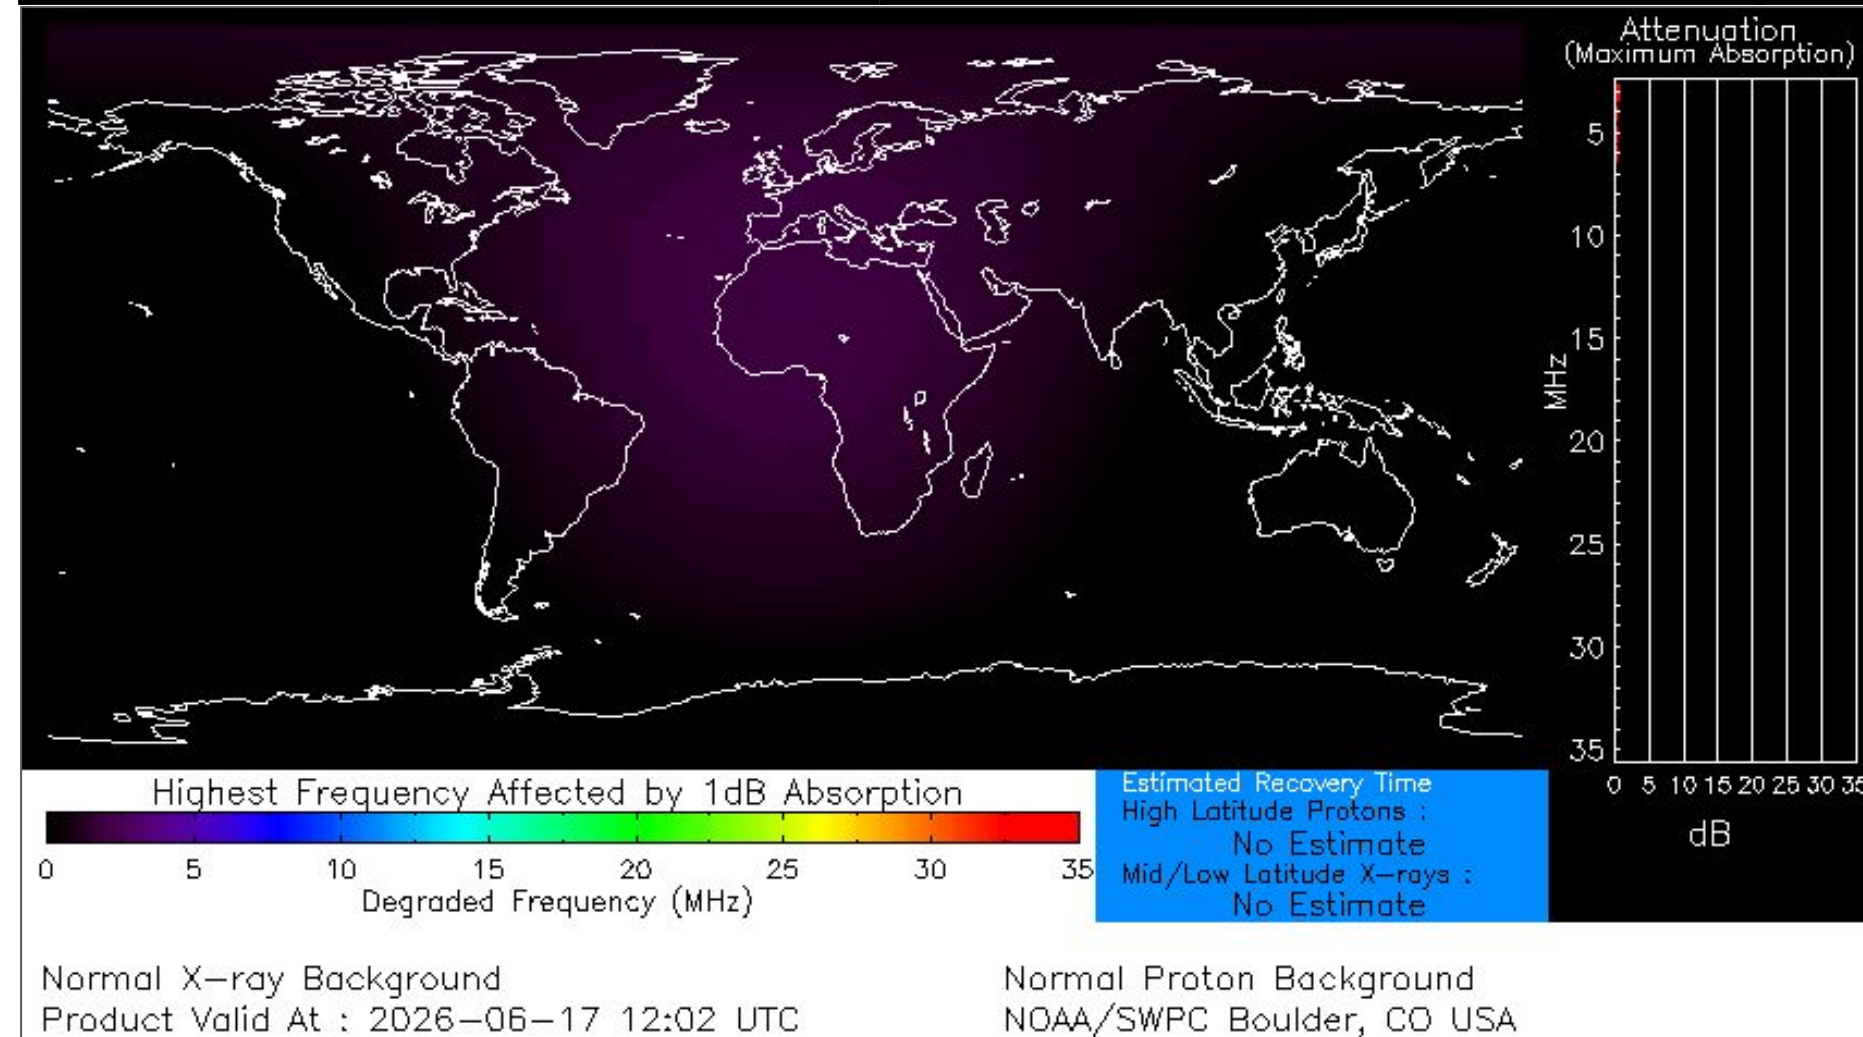 Attenuation
(Maximum Absorption)
5
10
15
20
25
30
35
MHz
0 5 10 15 20 25 30 35
dB
Highest Frequency Affected by 1dB Absorption
0 5 10 15 20 25 30 35
Degraded Frequency (MHz)
Estimated Recovery Time
High Latitude Protons :
No Estimate
Mid/Low Latitude X-rays :
No Estimate
Normal X-ray Background
Product Valid At : 2026-06-17 12:02 UTC
Normal Proton Background
NOAA/SWPC Boulder, CO USA